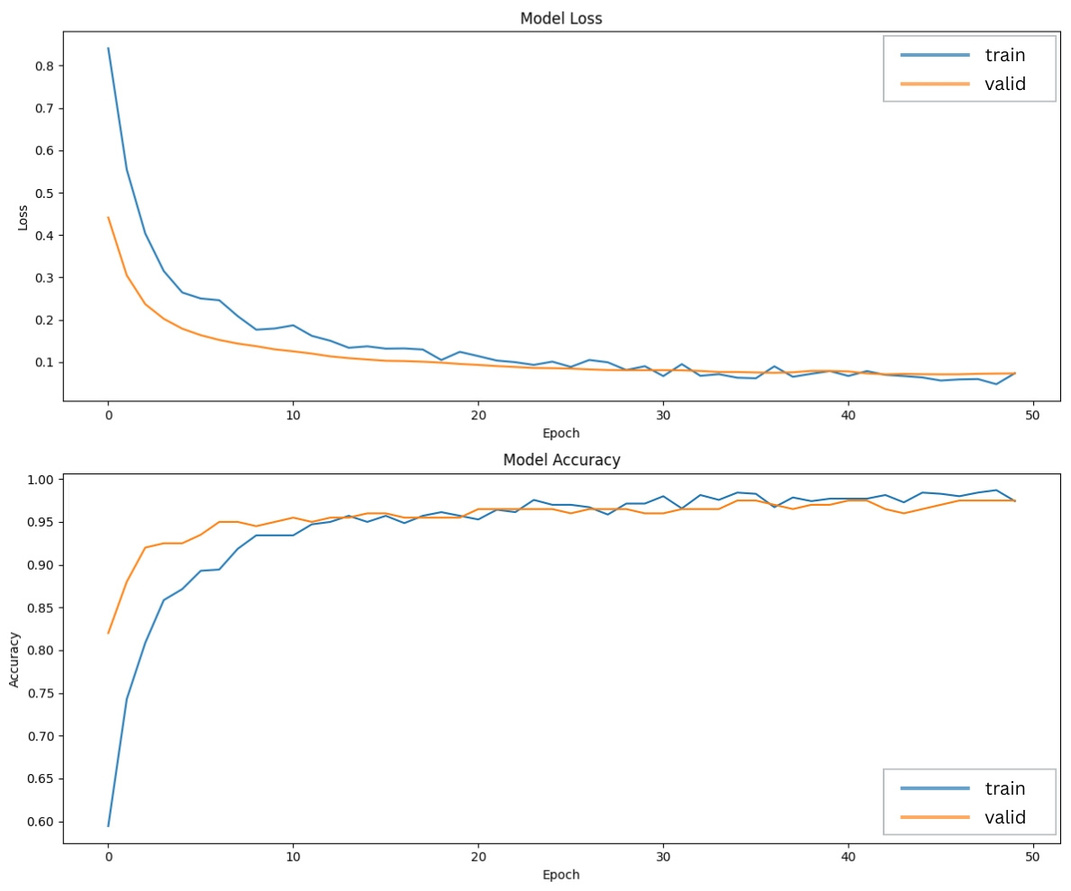 Model Loss
train
valid
0.8
0.7
0.6
0.5
0.4
0.3
0.2
0.1
Loss
0 10 20 30 40 50
Epoch
Model Accuracy
1.00
0.95
0.90
0.85
0.80
0.75
0.70
0.65
0.60
Accuracy
train
valid
0 10 20 30 40 50
Epoch